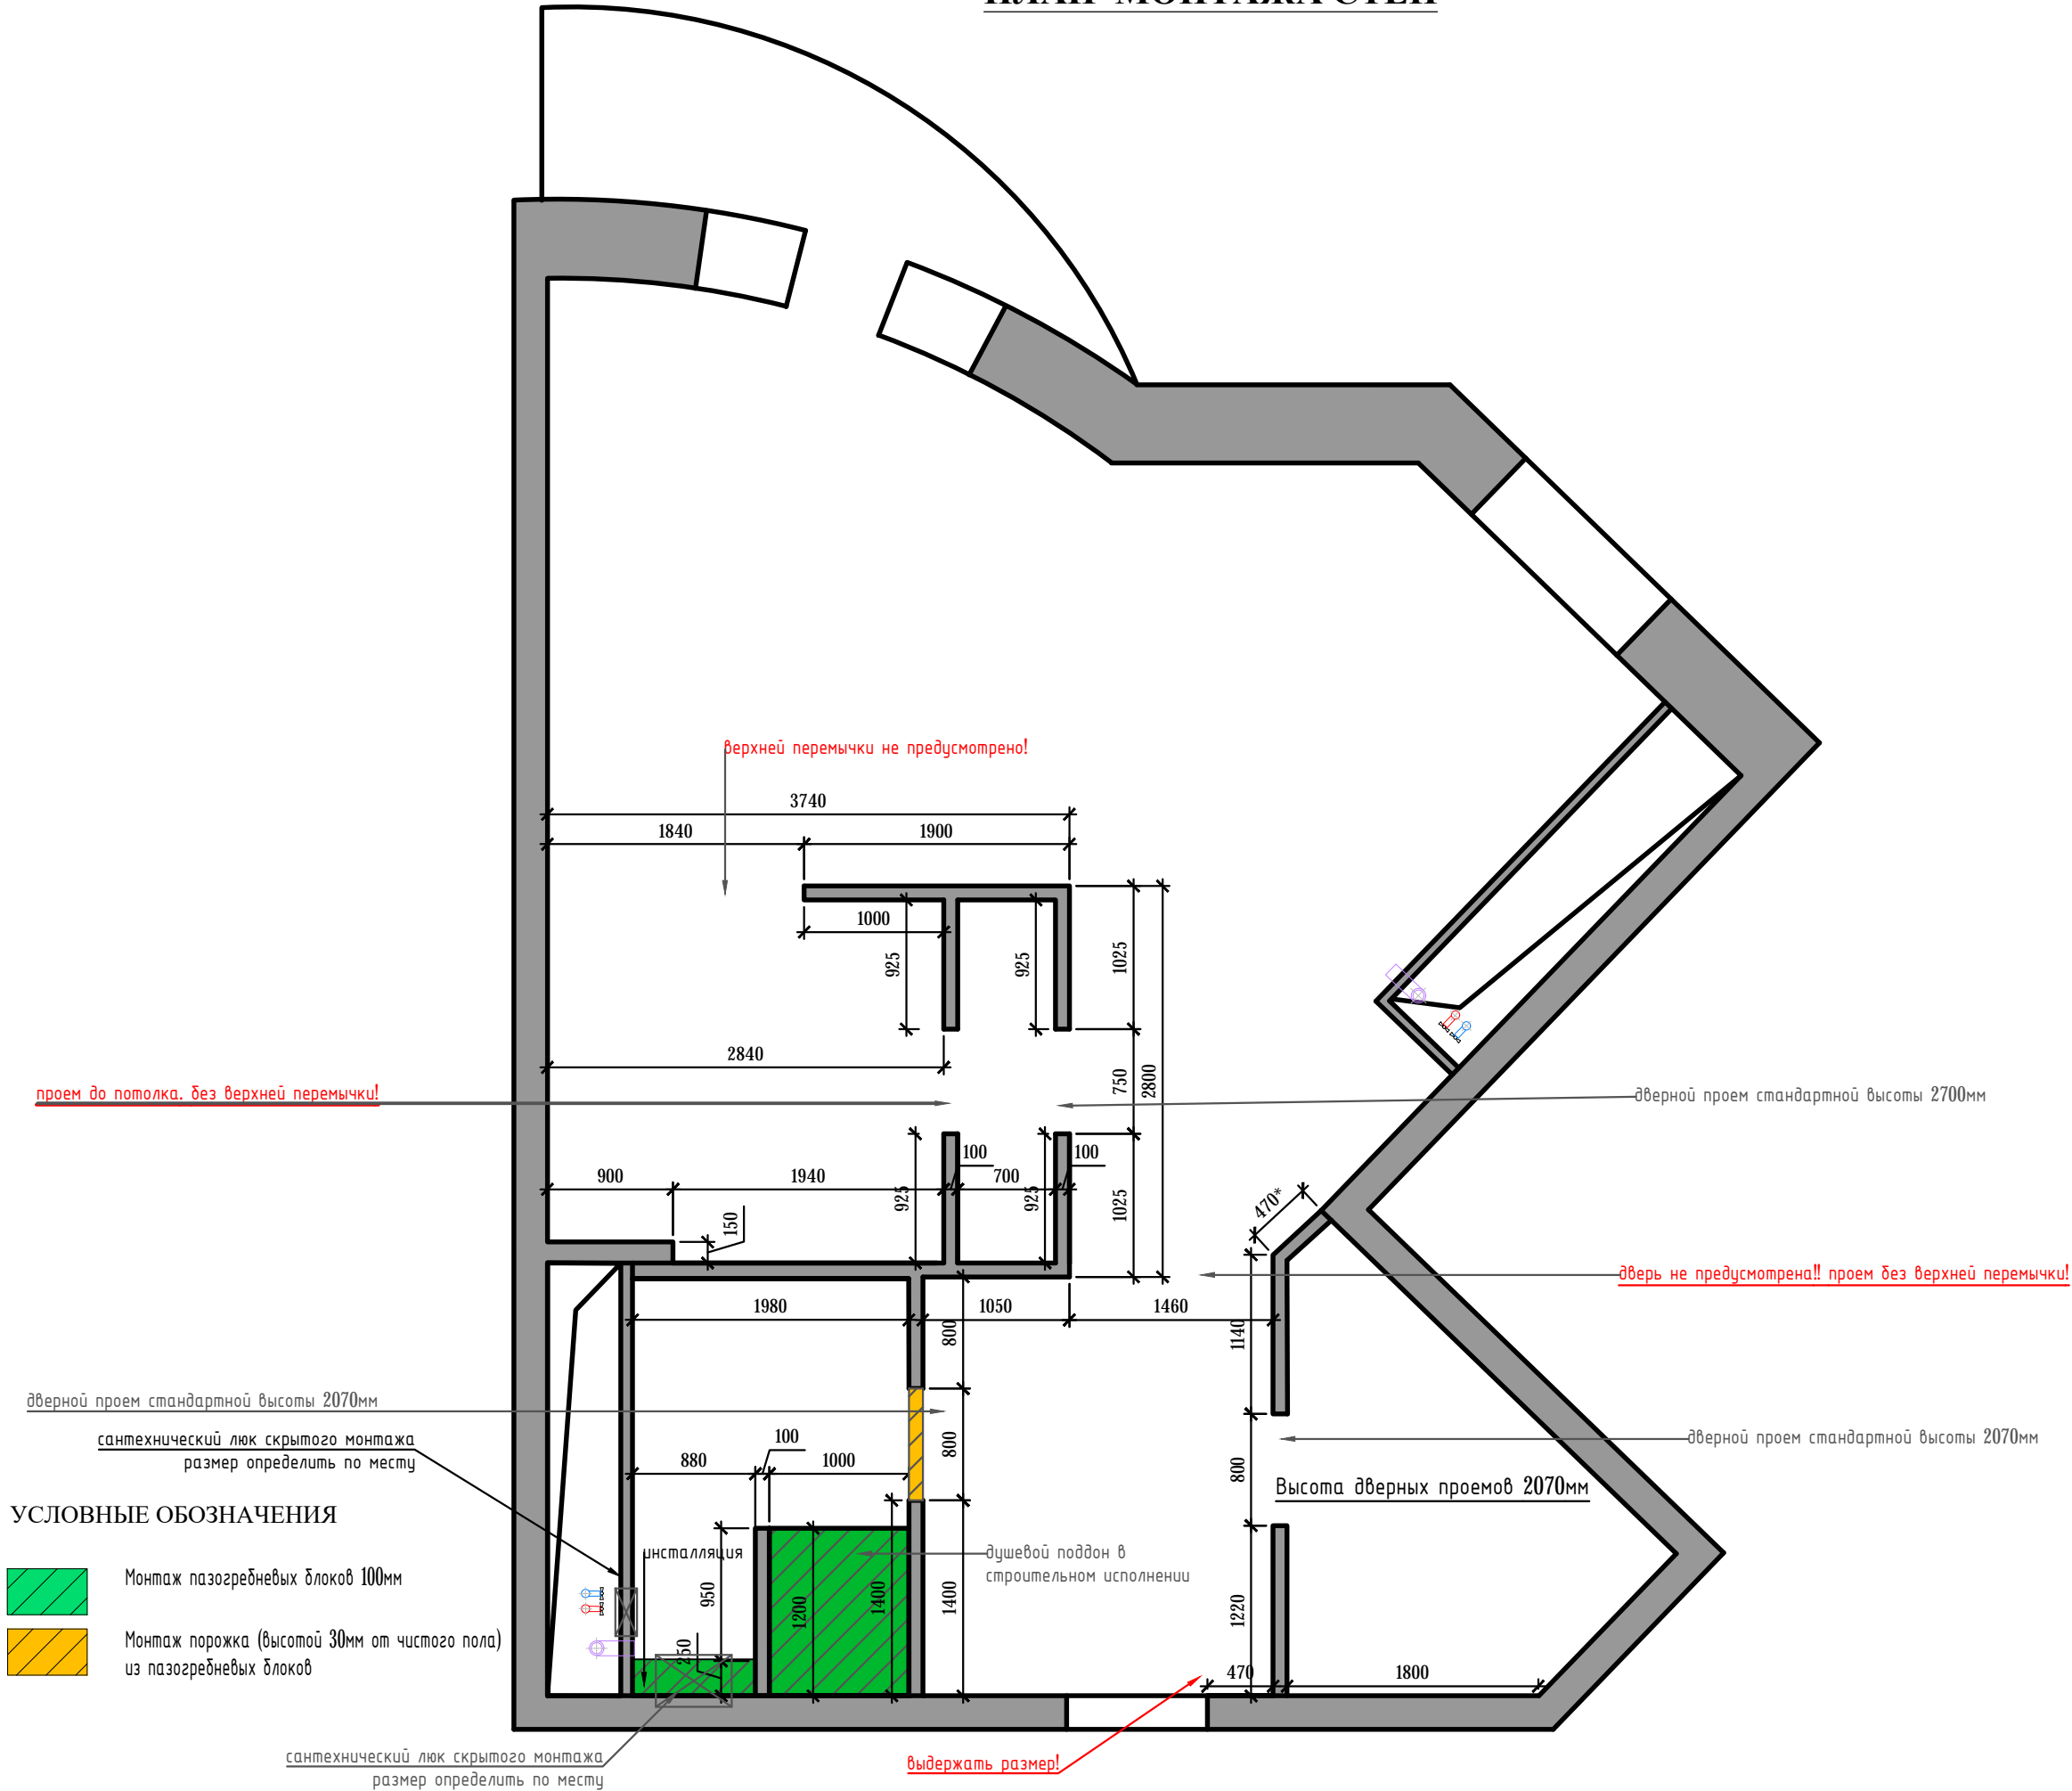 ПЛАН МОНТАЖА СТЕН
верхней перемычки не предусмотрено!
3740
1840
1900
1000
925
925
1025
2840
750
2800
проем до потолка. без верхней перемычки!
дверной проем стандартной высоты 2700мм
100
100
900
1940
700
925
925
1025
150
470*
дверь не предусмотрена!! проем без верхней перемычки!
1980
1050
1460
800
1140
дверной проем стандартной высоты 2070мм
сантехнический люк скрытого монтажа
размер определить по месту
880
100
1000
800
800
дверной проем стандартной высоты 2070мм
Высота дверных проемов 2070мм
УСЛОВНЫЕ ОБОЗНАЧЕНИЯ
Монтаж пазогребневых блоков 100мм
Монтаж порожка (высотой 30мм от чистого пола)
из пазогребневых блоков
инсталляция
душевой поддон в
строительном исполнении
950
1200
1400
1400
1220
250
470
1800
сантехнический люк скрытого монтажа
размер определить по месту
выдержать размер!